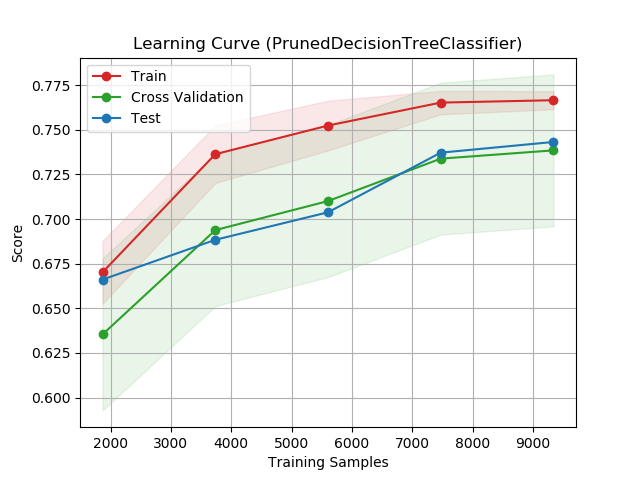 Learning Curve (PrunedDecisionTreeClassifier)
Train
Cross Validation
Test
0.775
0.750
0.725
0.700
0.675
0.650
0.625
0.600
Score
2000 3000 4000 5000 6000 7000 8000 9000
Training Samples